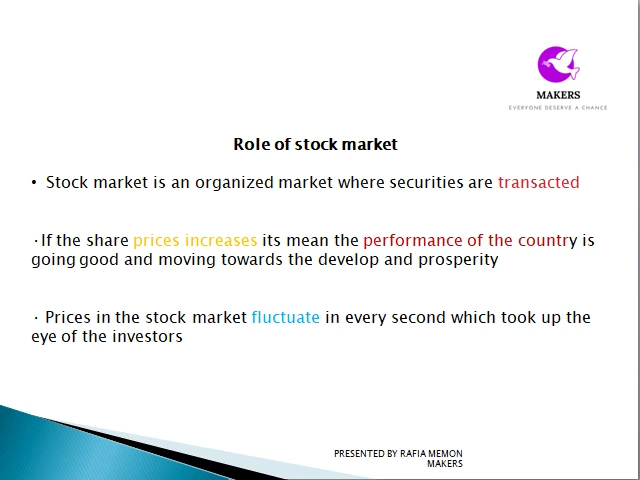 MAKERS
EVERYONE DESERVE A CHANCE
Role of stock market
• Stock market is an organized market where securities are transacted
•If the share prices increases its mean the performance of the country is
going good and moving towards the develop and prosperity
• Prices in the stock market fluctuate in every second which took up the
eye of the investors
PRESENTED BY RAFIA MEMON
MAKERS